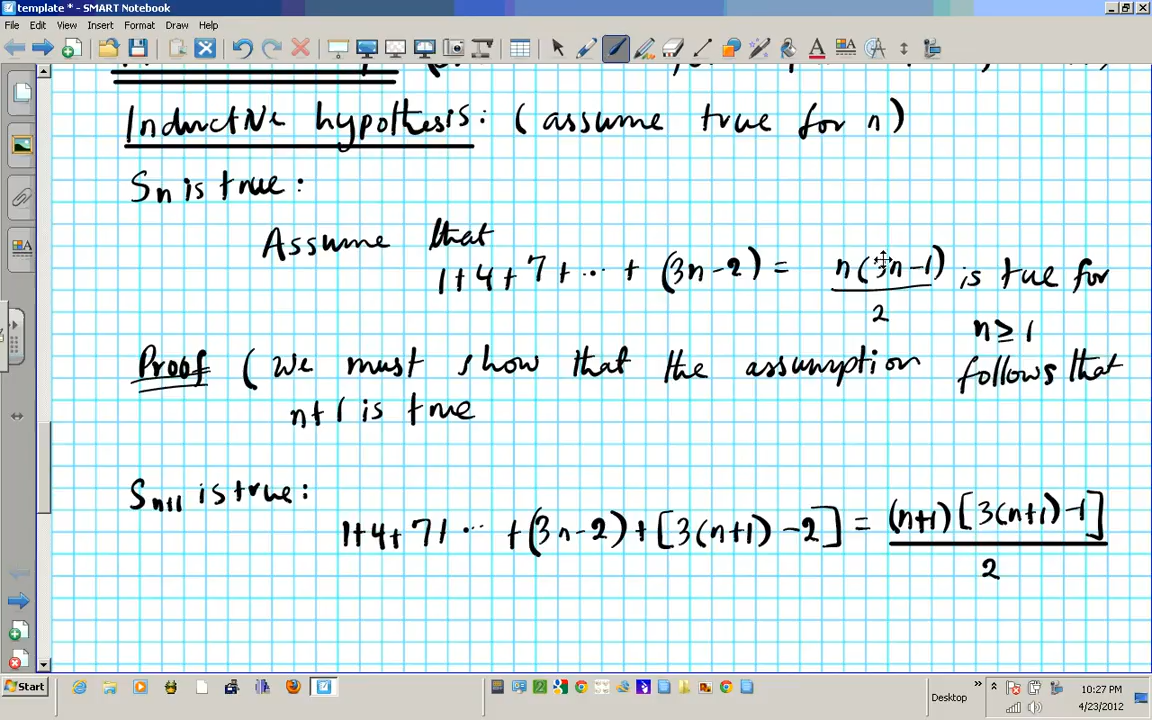 template * - SMART Notebook
File Edit View Insert Format Draw Help
Inductive hypothesis: (assume true for n)
Sn is true:
Assume that
1+4+7+ ... + (3n-2) = n(3n-1)/2 is true for
n ≥ 1
Proof (We must show that the assumption follows that
n+1 is true
Sn+1 is true:
1+4+71 ... +(3n-2)+[3(n+1)-2] = (n+1)[3(n+1)-1]/2
Start
Desktop
10:27 PM
4/23/2012